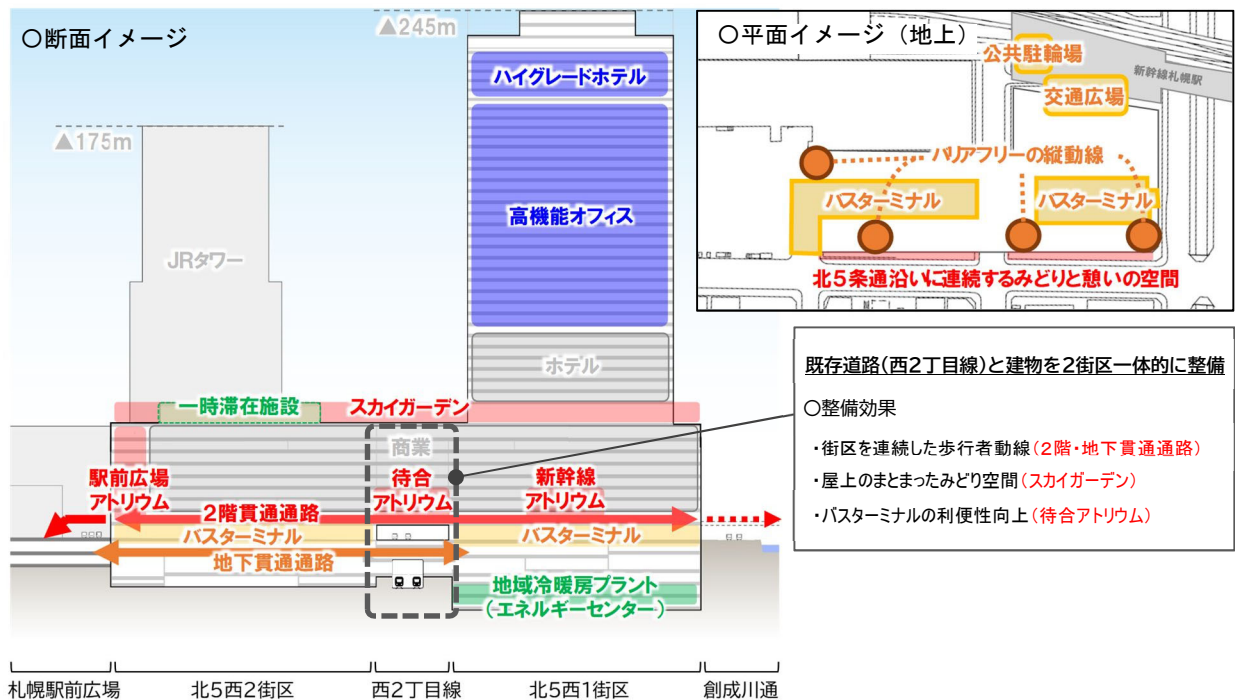 〇断面イメージ
▲245m
ハイグレードホテル
▲175m
高機能オフィス
JRタワー
ホテル
一時滞在施設
スカイガーデン
商業
駅前広場
アトリウム
待合
アトリウム
新幹線
アトリウム
2階貫通通路
バスターミナル
バスターミナル
地下貫通通路
地域冷暖房プラント
(エネルギーセンター)
札幌駅前広場
北5西2街区
西2丁目線
北5西1街区
創成川通
〇平面イメージ（地上）
公共駐輪場
新幹線札幌駅
交通広場
バリアフリーの縦動線
バスターミナル
バスターミナル
北5条通沿いに連続するみどりと憩いの空間
既存道路(西2丁目線)と建物を2街区一体的に整備
〇整備効果
・街区を連続した歩行者動線(2階・地下貫通通路)
・屋上のまとまったみどり空間(スカイガーデン)
・バスターミナルの利便性向上(待合アトリウム)